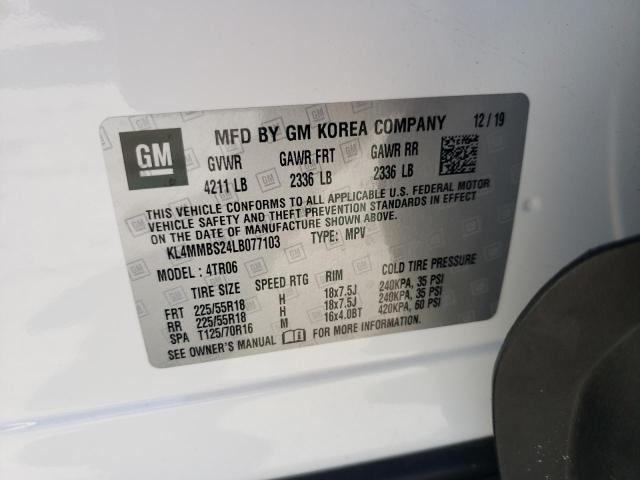 GM MFD BY GM KOREA COMPANY 12/19
GVWR GAWR FRT GAWR RR
4211 LB 2336 LB 2336 LB
THIS VEHICLE CONFORMS TO ALL APPLICABLE U.S. FEDERAL MOTOR
VEHICLE SAFETY AND THEFT PREVENTION STANDARDS IN EFFECT ON
THE DATE OF MANUFACTURE SHOWN ABOVE.
KL4MMBS24LB077103 TYPE: MPV
MODEL: 4TR06
TIRE SIZE SPEED RTG RIM COLD TIRE PRESSURE
FRT 225/55R18 H 18x7.5J 240KPA, 35 PSI
RR 225/55R18 H 18x7.5J 240KPA, 35 PSI
SPA T125/70R16 M 16x4.0BT 420KPA, 60 PSI
SEE OWNER'S MANUAL FOR MORE INFORMATION